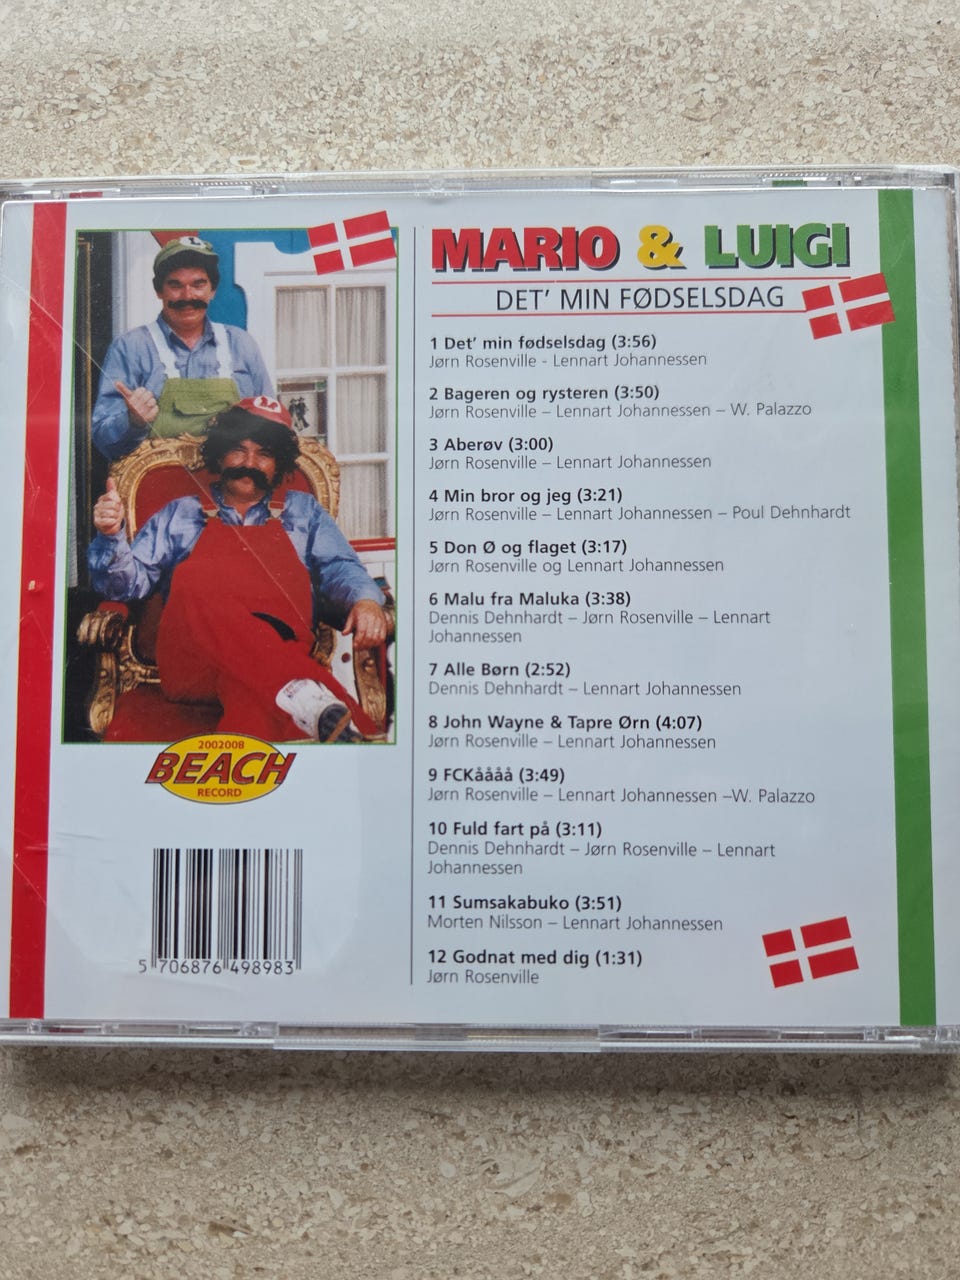 MARIO & LUIGI
DET' MIN FØDSELSDAG
1 Det' min fødselsdag (3:56)
Jørn Rosenville - Lennart Johannessen
2 Bageren og rysteren (3:50)
Jørn Rosenville – Lennart Johannessen – W. Palazzo
3 Aberøv (3:00)
Jørn Rosenville – Lennart Johannessen
4 Min bror og jeg (3:21)
Jørn Rosenville – Lennart Johannessen – Poul Dehnhardt
5 Don Ø og flaget (3:17)
Jørn Rosenville og Lennart Johannessen
6 Malu fra Maluka (3:38)
Dennis Dehnhardt – Jørn Rosenville – Lennart
Johannessen
7 Alle Børn (2:52)
Dennis Dehnhardt – Lennart Johannessen
8 John Wayne & Tapre Ørn (4:07)
Jørn Rosenville – Lennart Johannessen
9 FCKåååå (3:49)
Jørn Rosenville – Lennart Johannessen –W. Palazzo
10 Fuld fart på (3:11)
Dennis Dehnhardt – Jørn Rosenville – Lennart
Johannessen
11 Sumsakabuko (3:51)
Morten Nilsson – Lennart Johannessen
12 Godnat med dig (1:31)
Jørn Rosenville
L
L
2002008
BEACH
RECORD
5 706876 498983